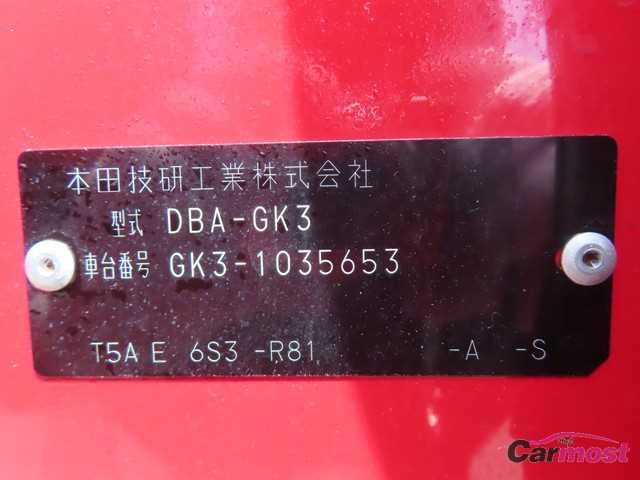 本田技研工業株式会社
型式 DBA-GK3
車台番号 GK3-1035653
T5A E 6S3 -R81 -A -S
Carmost